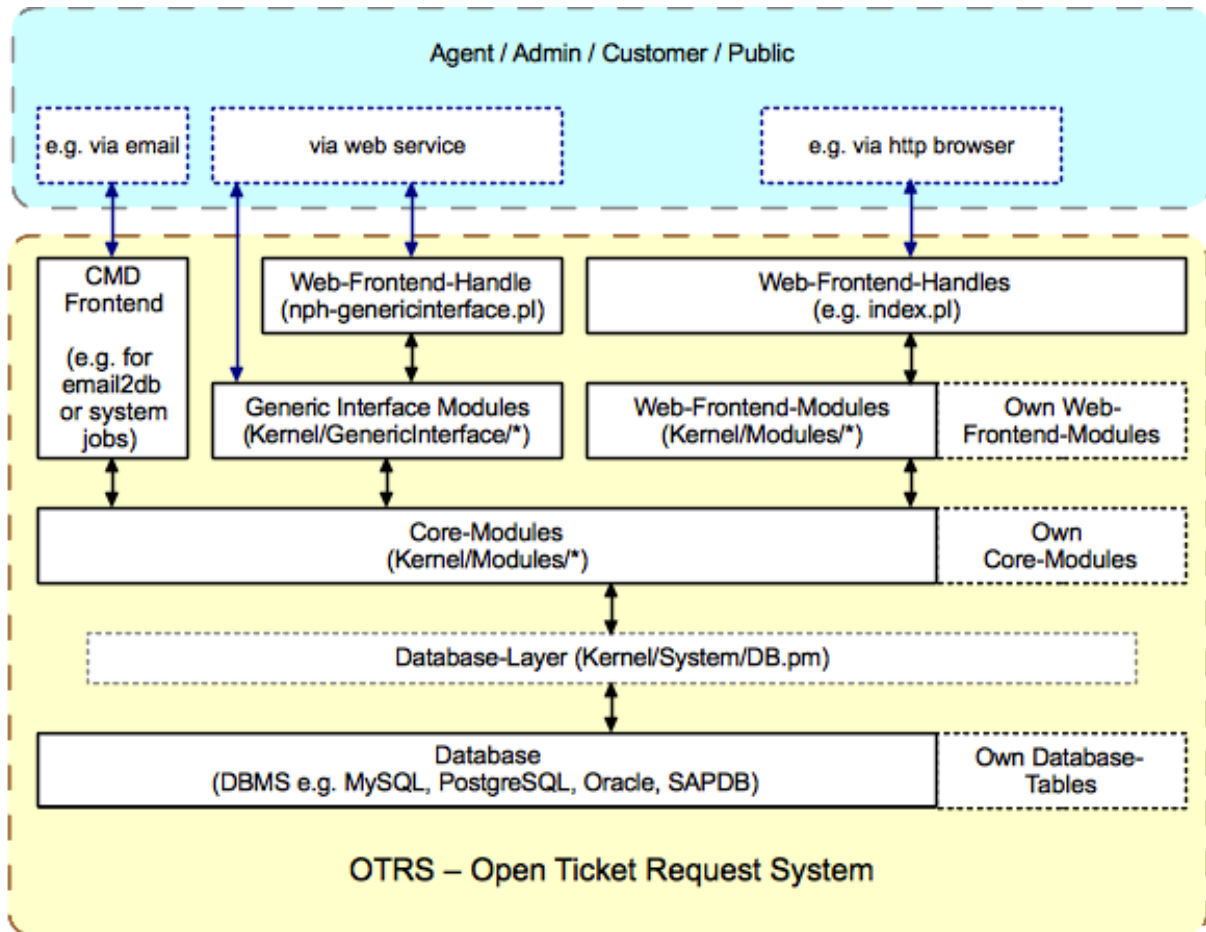 Agent / Admin / Customer / Public
e.g. via email
via web service
e.g. via http browser
CMD
Frontend
(e.g. for
email2db
or system
jobs)
Web-Frontend-Handle
(nph-genericinterface.pl)
Web-Frontend-Handles
(e.g. index.pl)
Generic Interface Modules
(Kernel/GenericInterface/*)
Web-Frontend-Modules
(Kernel/Modules/*)
Own Web-
Frontend-Modules
Core-Modules
(Kernel/Modules/*)
Own
Core-Modules
Database-Layer (Kernel/System/DB.pm)
Database
(DBMS e.g. MySQL, PostgreSQL, Oracle, SAPDB)
Own Database-
Tables
OTRS – Open Ticket Request System